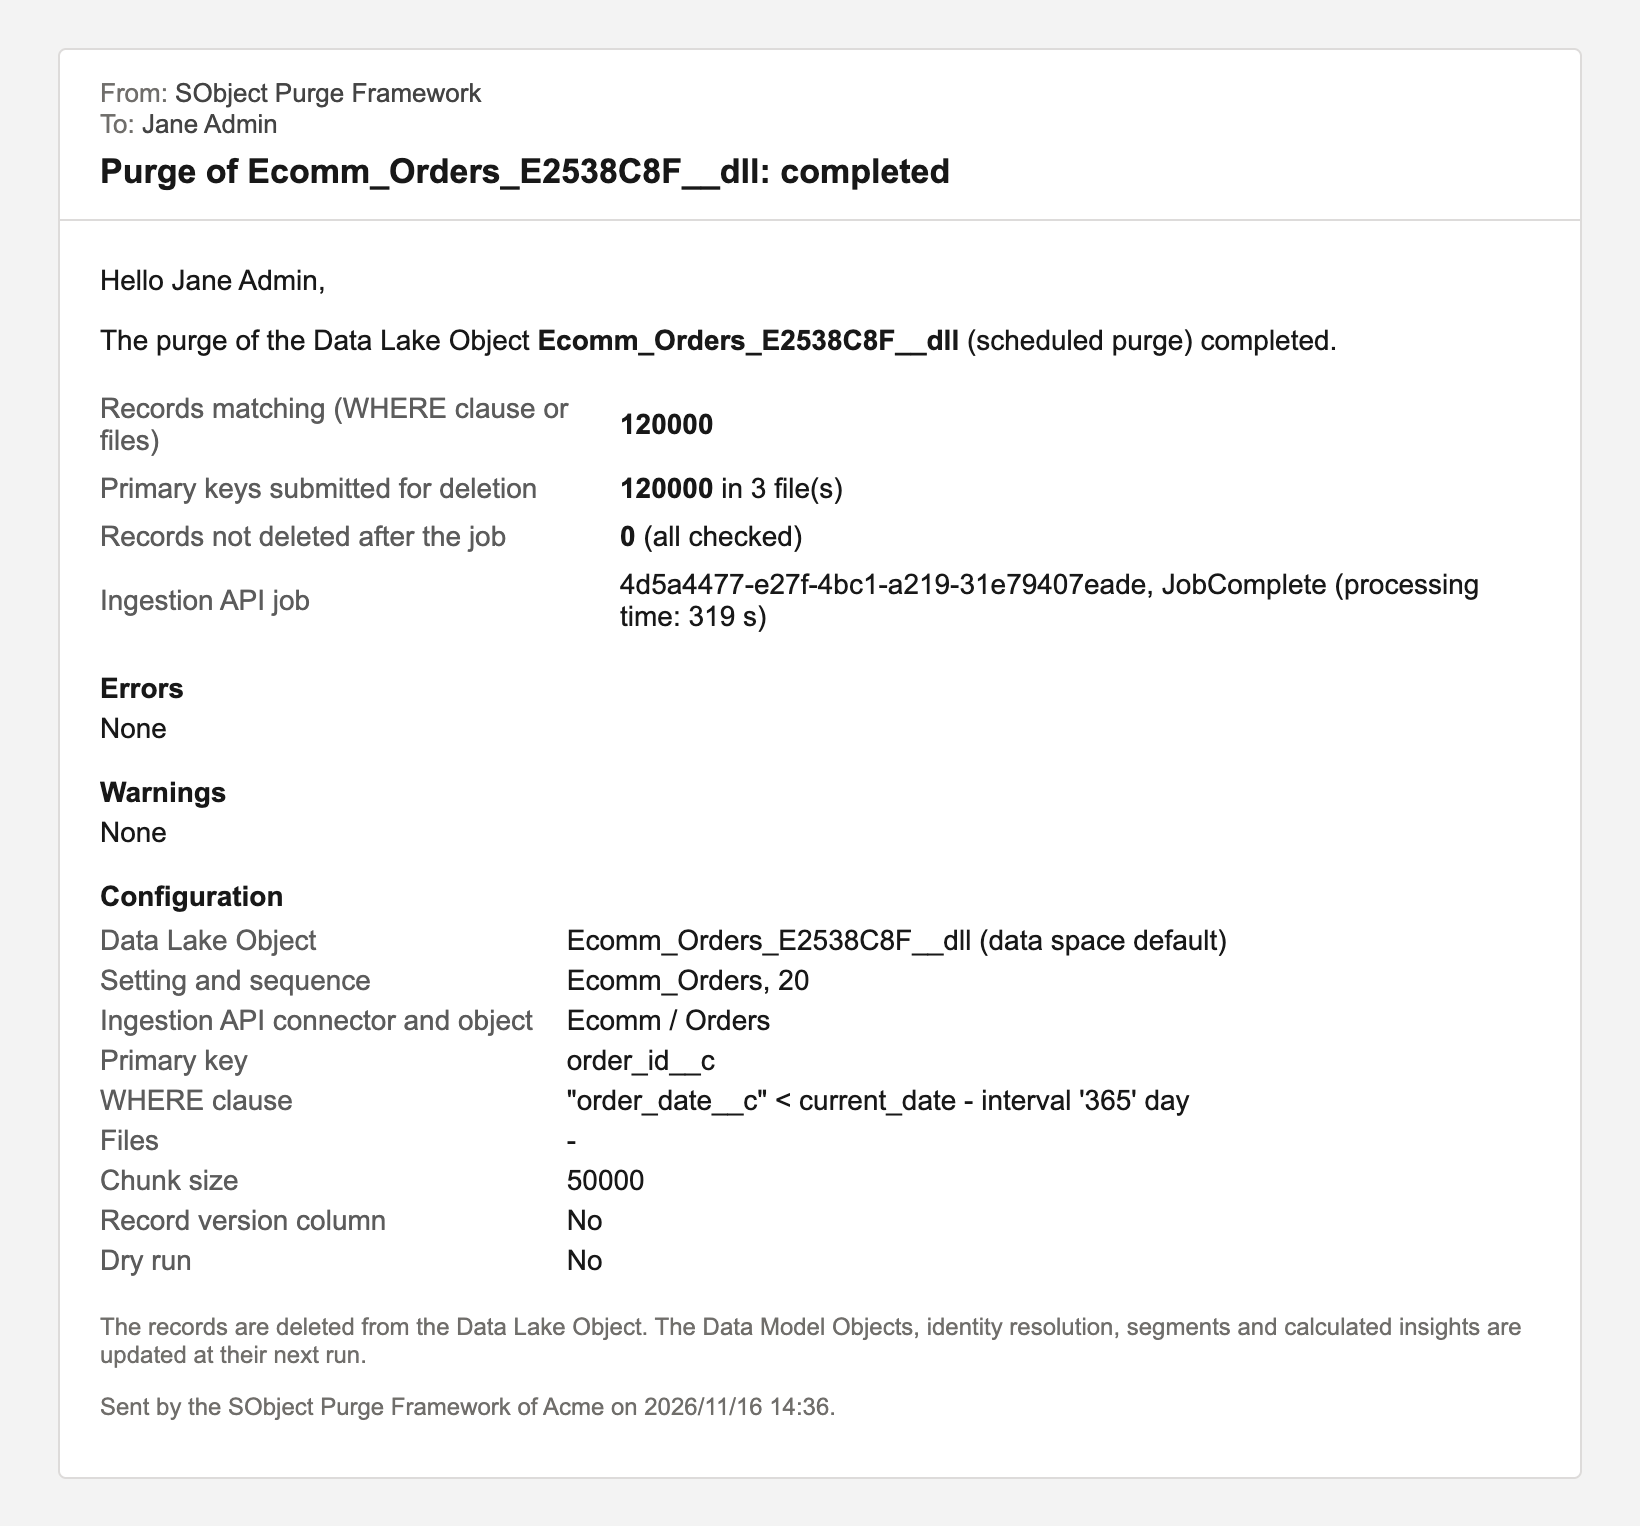 From: SObject Purge Framework
To: Jane Admin
Purge of Ecomm_Orders_E2538C8F__dll: completed
Hello Jane Admin,
The purge of the Data Lake Object Ecomm_Orders_E2538C8F__dll (scheduled purge) completed.
Records matching (WHERE clause or
files)
120000
Primary keys submitted for deletion 120000 in 3 file(s)
Records not deleted after the job 0 (all checked)
Ingestion API job
4d5a4477-e27f-4bc1-a219-31e79407eade, JobComplete (processing
time: 319 s)
Errors
None
Warnings
None
Configuration
Data Lake Object Ecomm_Orders_E2538C8F__dll (data space default)
Setting and sequence Ecomm_Orders, 20
Ingestion API connector and object Ecomm / Orders
Primary key order_id__c
WHERE clause "order_date__c" < current_date - interval '365' day
Files -
Chunk size 50000
Record version column No
Dry run No
The records are deleted from the Data Lake Object. The Data Model Objects, identity resolution, segments and calculated insights are
updated at their next run.
Sent by the SObject Purge Framework of Acme on 2026/11/16 14:36.